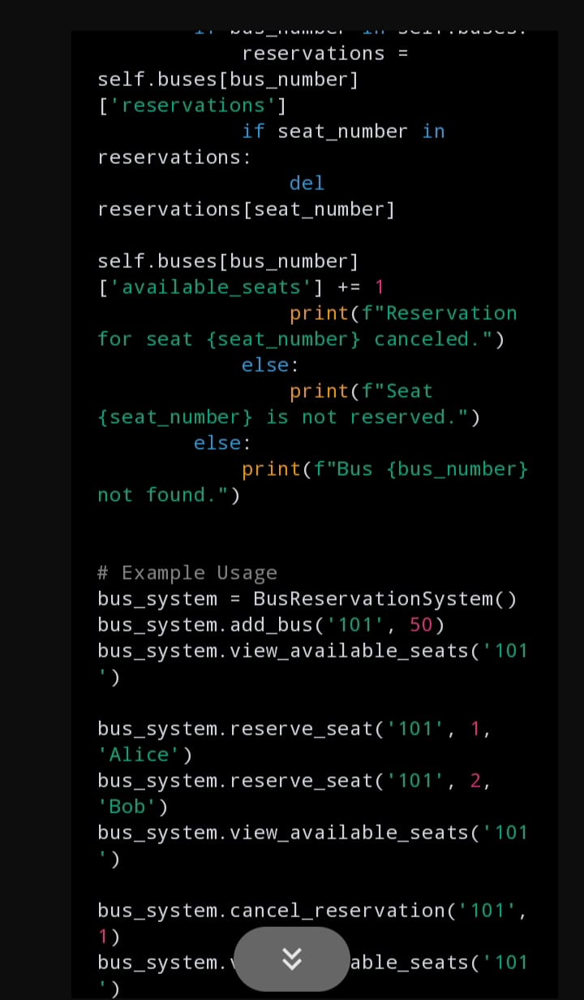 if bus_number in self.buses:
reservations =
self.buses[bus_number]
['reservations']
if seat_number in
reservations:
del
reservations[seat_number]
self.buses[bus_number]
['available_seats'] += 1
print(f"Reservation
for seat {seat_number} canceled.")
else:
print(f"Seat
{seat_number} is not reserved.")
else:
print(f"Bus {bus_number}
not found.")
# Example Usage
bus_system = BusReservationSystem()
bus_system.add_bus('101', 50)
bus_system.view_available_seats('101
')
bus_system.reserve_seat('101', 1,
'Alice')
bus_system.reserve_seat('101', 2,
'Bob')
bus_system.view_available_seats('101
')
bus_system.cancel_reservation('101',
1)
bus_system. able_seats('101
')